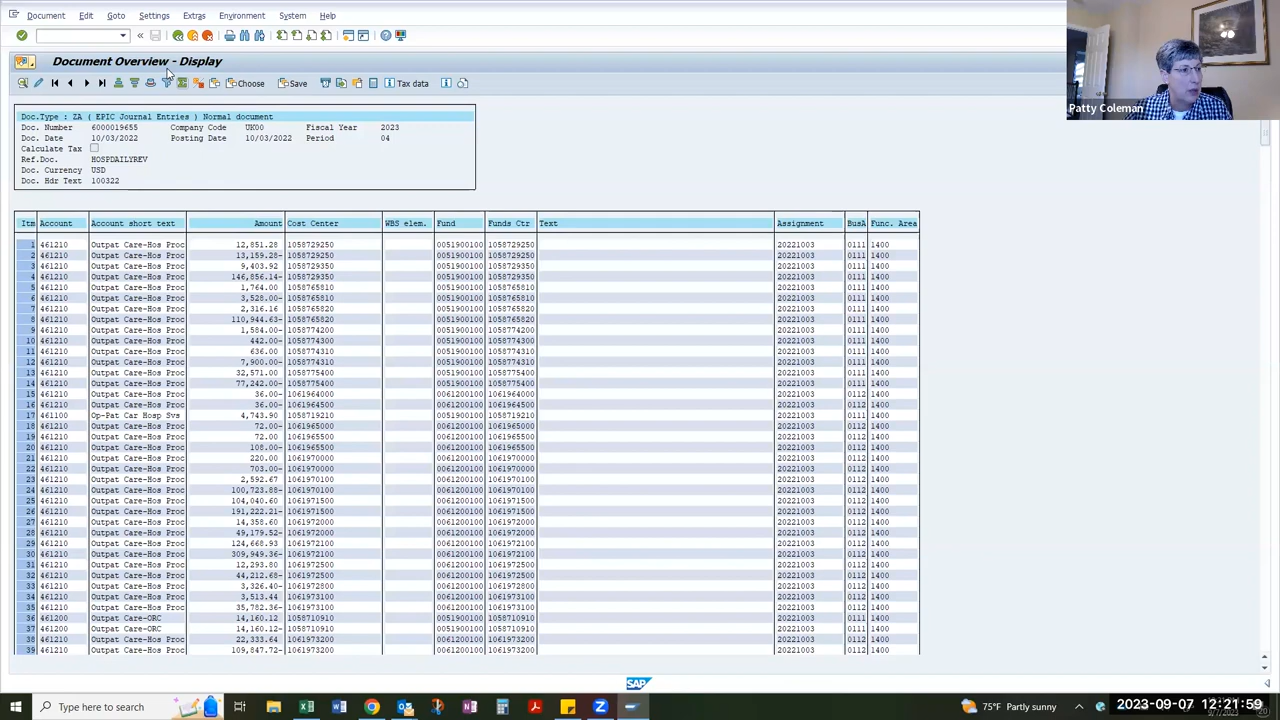 Document Edit Goto Settings Extras Environment System Help
Document Overview - Display
Choose Save Tax data
Patty Coleman
Doc.Type : ZA ( EPIC Journal Entries ) Normal document
Doc. Number 6000019655 Company Code UK00 Fiscal Year 2023
Doc. Date 10/03/2022 Posting Date 10/03/2022 Period 04
Calculate Tax
Ref.Doc. HOSPDAILYREV
Doc. Currency USD
Doc. Hdr Text 100322
Itm Account Account short text Amount Cost Center WBS elem. Fund Funds Ctr Text Assignment BusA Func. Area
1 461210 Outpat Care-Hos Proc 12,851.28 1058729250 0051900100 1058729250 20221003 0111 1400
2 461210 Outpat Care-Hos Proc 13,159.28- 1058729250 0051900100 1058729250 20221003 0111 1400
3 461210 Outpat Care-Hos Proc 9,403.92 1058729350 0051900100 1058729350 20221003 0111 1400
4 461210 Outpat Care-Hos Proc 146,856.14- 1058729350 0051900100 1058729350 20221003 0111 1400
5 461210 Outpat Care-Hos Proc 1,764.00 1058765810 0051900100 1058765810 20221003 0111 1400
6 461210 Outpat Care-Hos Proc 3,528.00- 1058765810 0051900100 1058765810 20221003 0111 1400
7 461210 Outpat Care-Hos Proc 2,316.16 1058765820 0051900100 1058765820 20221003 0111 1400
8 461210 Outpat Care-Hos Proc 110,944.63- 1058765820 0051900100 1058765820 20221003 0111 1400
9 461210 Outpat Care-Hos Proc 1,584.00- 1058774200 0051900100 1058774200 20221003 0111 1400
10 461210 Outpat Care-Hos Proc 442.00- 1058774300 0051900100 1058774300 20221003 0111 1400
11 461210 Outpat Care-Hos Proc 636.00 1058774310 0051900100 1058774310 20221003 0111 1400
12 461210 Outpat Care-Hos Proc 7,900.00- 1058774310 0051900100 1058774310 20221003 0111 1400
13 461210 Outpat Care-Hos Proc 32,571.00 1058775400 0051900100 1058775400 20221003 0111 1400
14 461210 Outpat Care-Hos Proc 77,242.00- 1058775400 0051900100 1058775400 20221003 0111 1400
15 461210 Outpat Care-Hos Proc 36.00- 1061964000 0061200100 1061964000 20221003 0112 1400
16 461210 Outpat Care-Hos Proc 36.00- 1061964500 0061200100 1061964500 20221003 0112 1400
17 461100 Op-Pat Car Hosp Svs 4,743.90 1058719210 0051900100 1058719210 20221003 0111 1400
18 461210 Outpat Care-Hos Proc 72.00- 1061965000 0061200100 1061965000 20221003 0112 1400
19 461210 Outpat Care-Hos Proc 72.00 1061965500 0061200100 1061965500 20221003 0112 1400
20 461210 Outpat Care-Hos Proc 108.00- 1061965500 0061200100 1061965500 20221003 0112 1400
21 461210 Outpat Care-Hos Proc 220.00 1061970000 0061200100 1061970000 20221003 0112 1400
22 461210 Outpat Care-Hos Proc 703.00- 1061970000 0061200100 1061970000 20221003 0112 1400
23 461210 Outpat Care-Hos Proc 2,592.67 1061970100 0061200100 1061970100 20221003 0112 1400
24 461210 Outpat Care-Hos Proc 100,723.88- 1061970100 0061200100 1061970100 20221003 0112 1400
25 461210 Outpat Care-Hos Proc 104,040.60 1061971500 0061200100 1061971500 20221003 0112 1400
26 461210 Outpat Care-Hos Proc 191,222.21- 1061971500 0061200100 1061971500 20221003 0112 1400
27 461210 Outpat Care-Hos Proc 14,358.60 1061972000 0061200100 1061972000 20221003 0112 1400
28 461210 Outpat Care-Hos Proc 49,179.52- 1061972000 0061200100 1061972000 20221003 0112 1400
29 461210 Outpat Care-Hos Proc 124,668.93 1061972100 0061200100 1061972100 20221003 0112 1400
30 461210 Outpat Care-Hos Proc 309,949.36- 1061972100 0061200100 1061972100 20221003 0112 1400
31 461210 Outpat Care-Hos Proc 12,293.80 1061972500 0061200100 1061972500 20221003 0112 1400
32 461210 Outpat Care-Hos Proc 44,212.68- 1061972500 0061200100 1061972500 20221003 0112 1400
33 461210 Outpat Care-Hos Proc 3,326.40- 1061972800 0061200100 1061972800 20221003 0112 1400
34 461210 Outpat Care-Hos Proc 3,513.44 1061973100 0061200100 1061973100 20221003 0112 1400
35 461210 Outpat Care-Hos Proc 35,782.36- 1061973100 0061200100 1061973100 20221003 0112 1400
36 461200 Outpat Care-ORC 14,160.12 1058710910 0051900100 1058710910 20221003 0111 1400
37 461200 Outpat Care-ORC 14,160.12- 1058710910 0051900100 1058710910 20221003 0111 1400
38 461210 Outpat Care-Hos Proc 22,333.64 1061973200 0061200100 1061973200 20221003 0112 1400
39 461210 Outpat Care-Hos Proc 109,847.72- 1061973200 0061200100 1061973200 20221003 0112 1400
SAP
Type here to search
75°F Partly sunny
2023-09-07 12:21:59